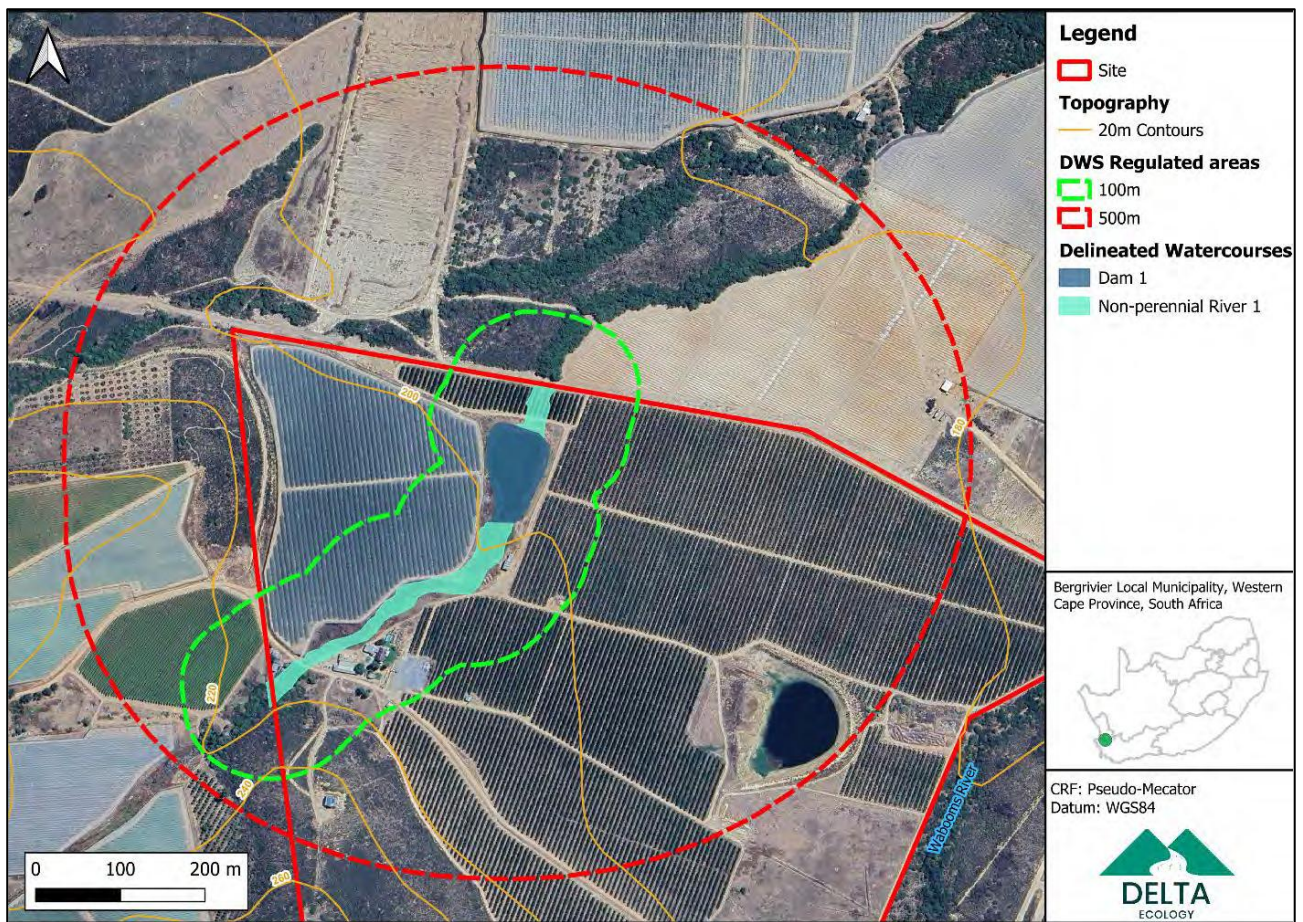 Legend
Site
Topography
20m Contours
DWS Regulated areas
100m
500m
Delineated Watercourses
Dam 1
Non-perennial River 1
200
180
220
240
260
Wabooms River
0 100 200 m
Bergrivier Local Municipality, Western
Cape Province, South Africa
CRF: Pseudo-Mecator
Datum: WGS84
DELTA
ECOLOGY